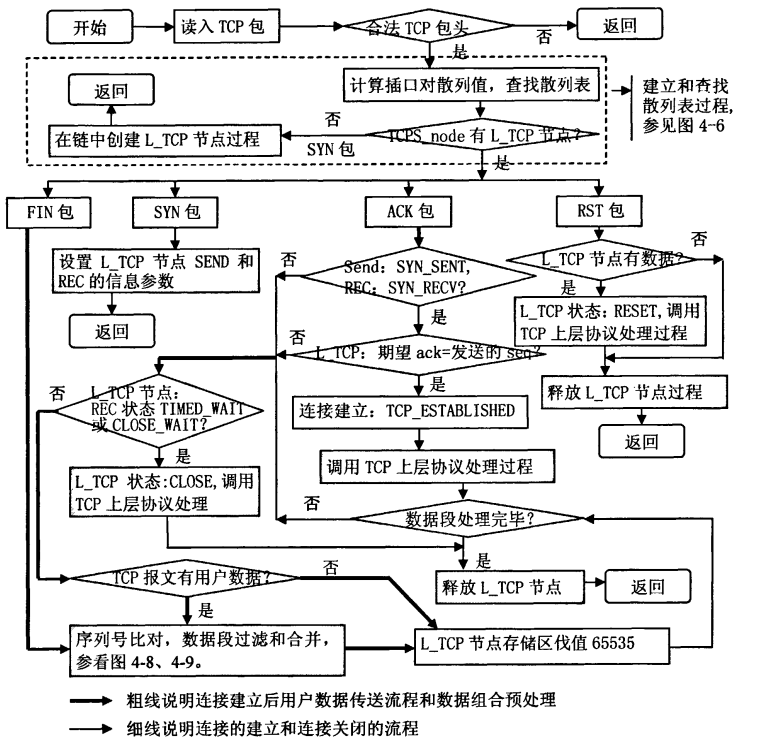 开始
读入 TCP 包
合法 TCP 包头
否
返回
是
计算插口对散列值，查找散列表
返回
建立和查找
散列表过程，
参见图 4-6
在链中创建 L_TCP 节点过程
否
SYN 包
TCPS_node 有 L_TCP 节点？
是
FIN 包
SYN 包
ACK 包
RST 包
设置 L_TCP 节点 SEND 和
REC 的信息参数
返回
否
Send：SYN_SENT,
REC：SYN_RECV?
是
L_TCP 节点有数据？
否
是
L_TCP 状态：RESET,调用
TCP 上层协议处理过程
否
L_TCP：期望 ack=发送的 seq?
是
释放 L_TCP 节点过程
返回
否
L_TCP 节点：
REC 状态 TIMED_WAIT
或 CLOSE_WAIT?
是
连接建立：TCP_ESTABLISHED
调用 TCP 上层协议处理过程
L_TCP 状态:CLOSE,调用
TCP 上层协议处理
否
数据段处理完毕？
是
释放 L_TCP 节点
返回
TCP 报文有用户数据？
否
是
序列号比对，数据段过滤和合并，
参看图 4-8、4-9。
L_TCP 节点存储区伐值 65535
粗线说明连接建立后用户数据传送流程和数据组合预处理
细线说明连接的建立和连接关闭的流程